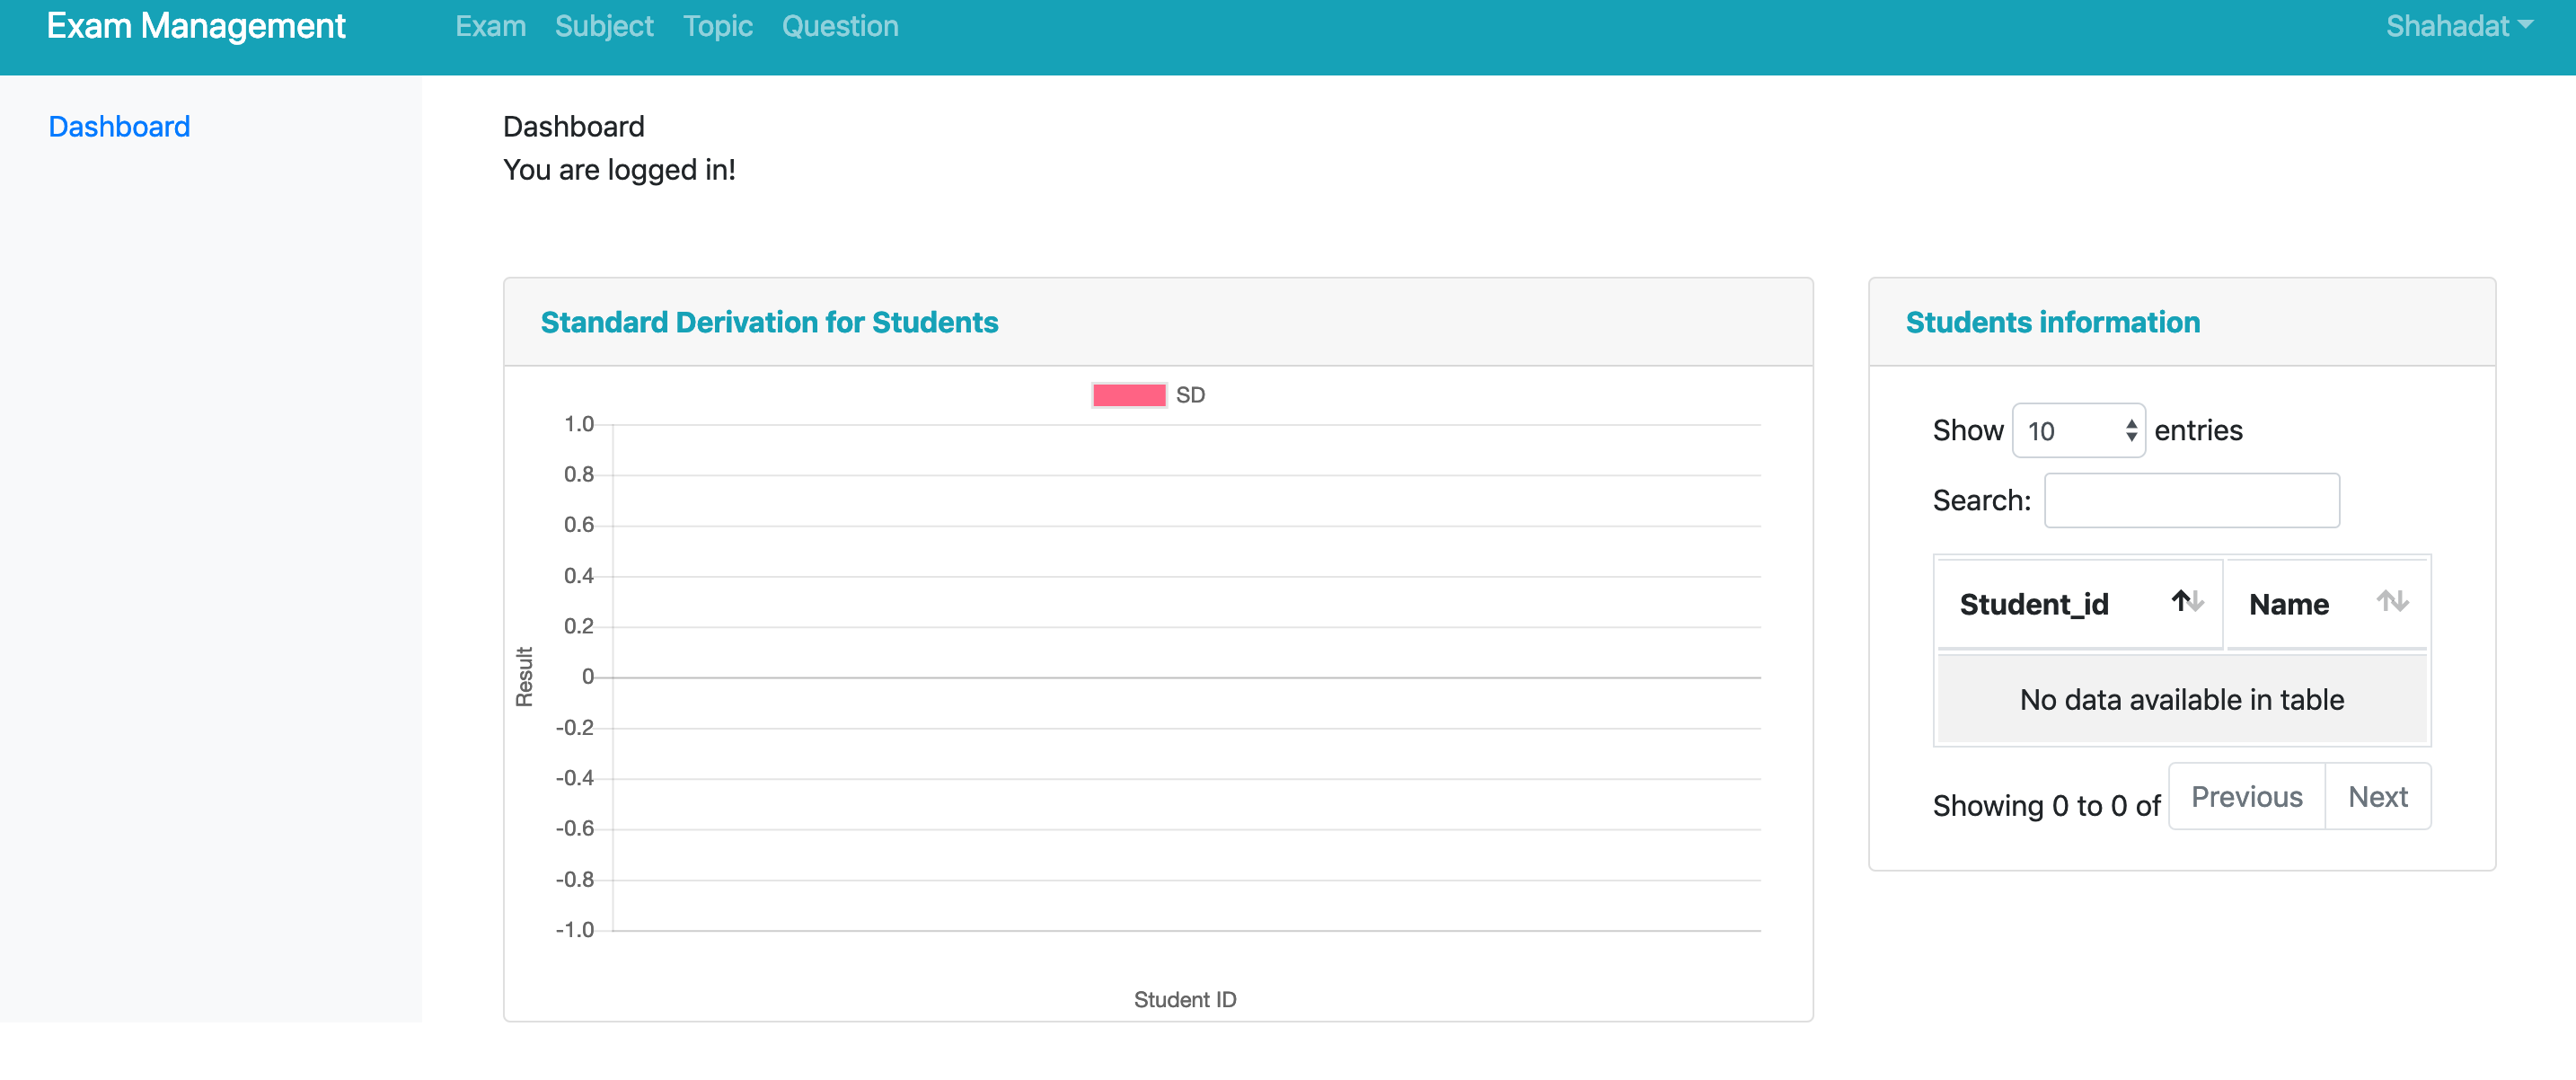 Exam Management Exam Subject Topic Question Shahadat
Dashboard
Dashboard
You are logged in!
Standard Derivation for Students
SD
1.0
0.8
0.6
0.4
0.2
0
-0.2
-0.4
-0.6
-0.8
-1.0
Result
Student ID
Students information
Show 10 entries
Search:
Student_id Name
No data available in table
Showing 0 to 0 of Previous Next